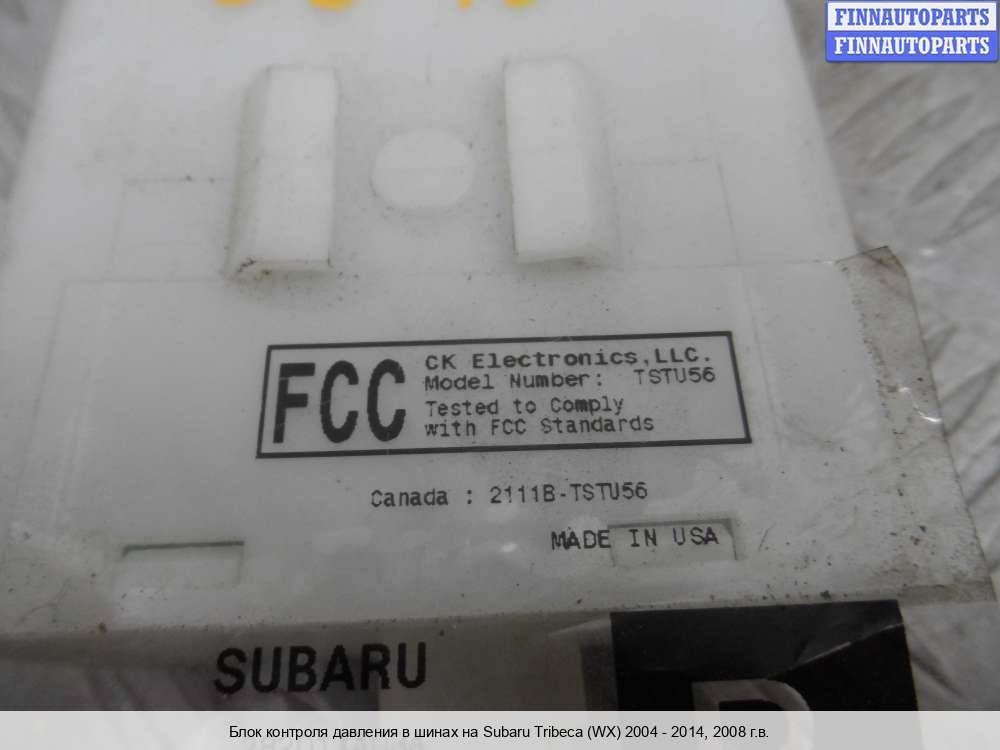 FINNAUTOPARTS
FINNAUTOPARTS
FCC
CK Electronics, LLC.
Model Number: TSTU56
Tested to Comply
with FCC Standards
Canada : 2111B-TSTU56
MADE IN USA
SUBARU
Блок контроля давления в шинах на Subaru Tribeca (WX) 2004 - 2014, 2008 г.в.